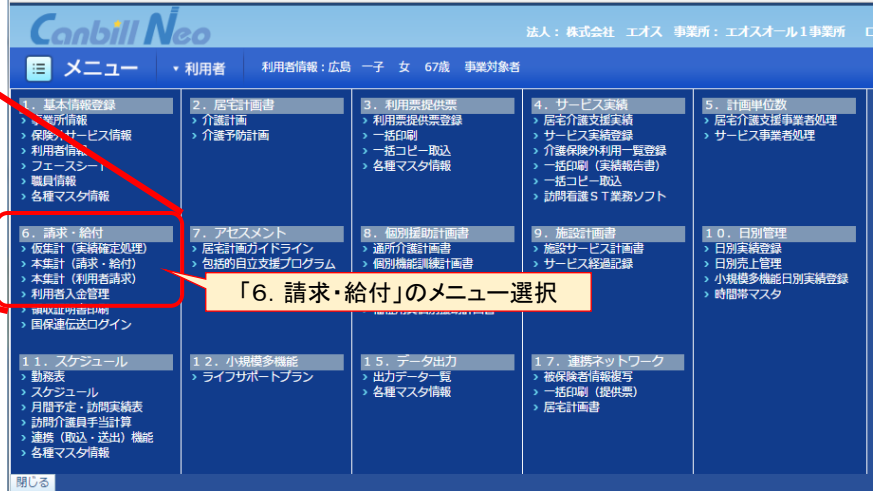 Canbill Neo
法人： 株式会社　エオス　事業所： エオスオール１事業所
メニュー
利用者
利用者情報：広島　一子　女　67歳　事業対象者
１．基本情報登録
事業所情報
保険外サービス情報
利用者情報
フェースシート
職員情報
各種マスタ情報
２．居宅計画書
介護計画
介護予防計画
３．利用票提供票
利用票提供票登録
一括印刷
一括コピー取込
各種マスタ情報
４．サービス実績
居宅介護支援実績
サービス実績登録
介護保険外利用一覧登録
一括印刷（実績報告書）
一括コピー取込
訪問看護ＳＴ業務ソフト
５．計画単位数
居宅介護支援事業者処理
サービス事業者処理
６．請求・給付
仮集計（実績確定処理）
本集計（請求・給付）
本集計（利用者請求）
利用者入金管理
領収証明書印刷
国保連伝送ログイン
７．アセスメント
居宅計画ガイドライン
包括的自立支援プログラム
８．個別援助計画書
通所介護計画書
個別機能訓練計画書
９．施設計画書
施設サービス計画書
サービス経過記録
１０．日別管理
日別実績登録
日別売上管理
小規模多機能日別実績登録
時間帯マスタ
「６．請求・給付」のメニュー選択
１１．スケジュール
勤務表
スケジュール
月間予定・訪問実績表
訪問介護員手当計算
連携（取込・送出）機能
各種マスタ情報
１２．小規模多機能
ライフサポートプラン
１５．データ出力
出力データ一覧
各種マスタ情報
１７．連携ネットワーク
被保険者情報複写
一括印刷（提供票）
居宅計画書
閉じる